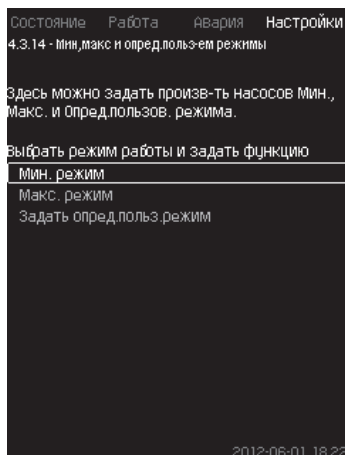 Состояние Работа Авария Настройки
4.3.14 - Мин,макс и опред.польз-ем режимы
Здесь можно задать произв-ть насосов Мин.,
Макс. и Опред.пользов. режима.
Выбрать режим работы и задать функцию
Мин. режим
Макс. режим
Задать опред.польз.режим
2012-06-01 18:22